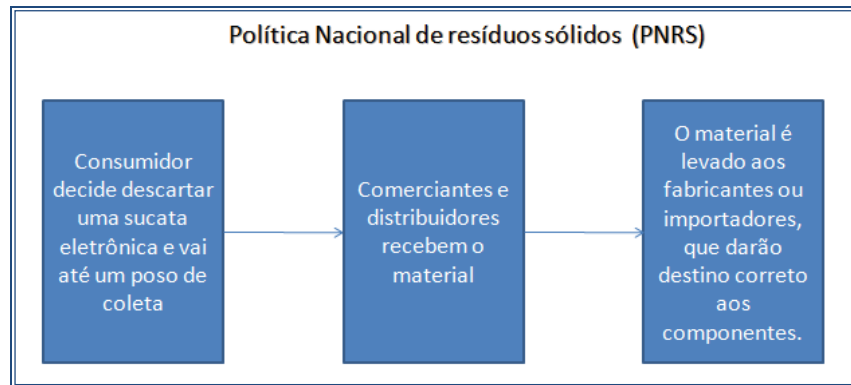 Política Nacional de resíduos sólidos (PNRS)
Consumidor
decide descartar
uma sucata
eletrônica e vai
até um poso de
coleta
Comerciantes e
distribuidores
recebem o
material
O material é
levado aos
fabricantes ou
importadores,
que darão
destino correto
aos
componentes.